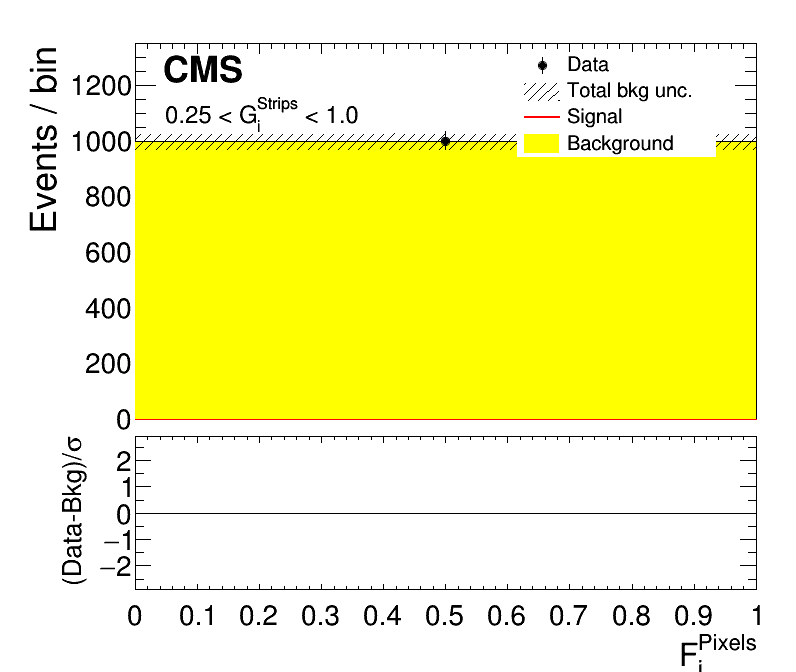 CMS
0.25 < G_i^Strips < 1.0
Data
Total bkg unc.
Signal
Background
Events / bin
1200
1000
800
600
400
200
0
(Data-Bkg)/σ
2
1
0
−1
−2
0 0.1 0.2 0.3 0.4 0.5 0.6 0.7 0.8 0.9 1
F_i^Pixels